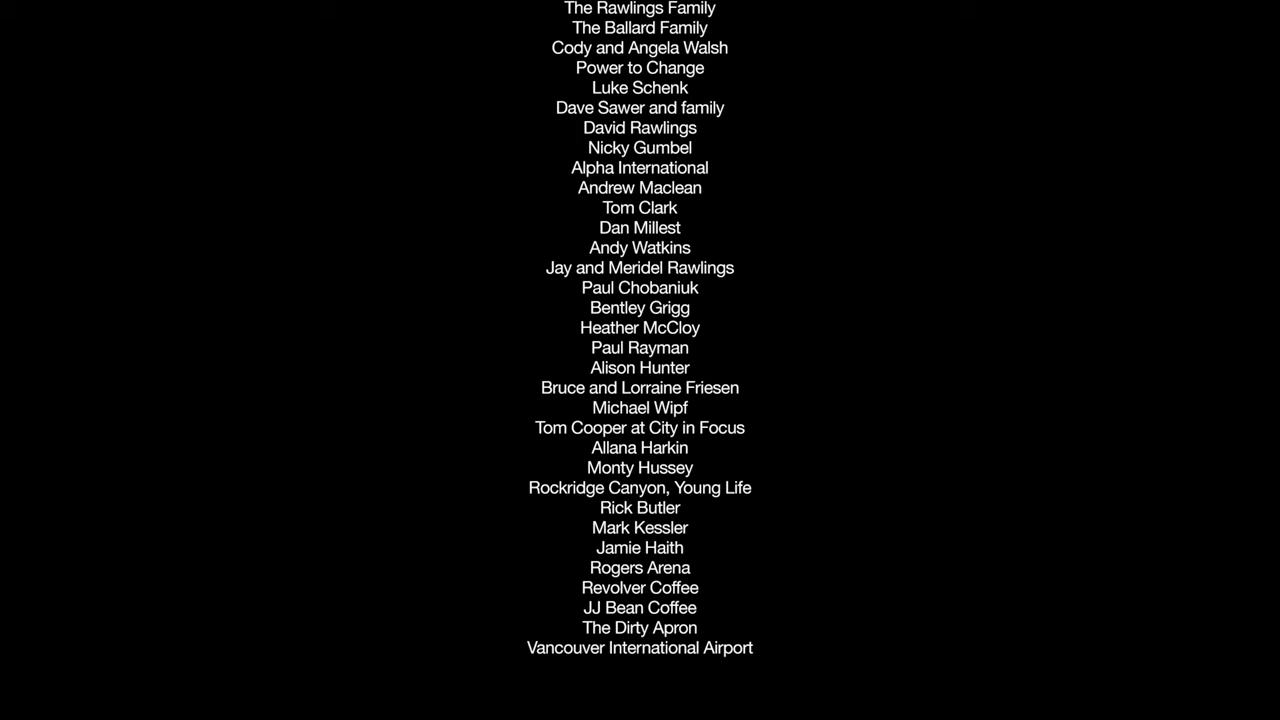 The Rawlings Family
The Ballard Family
Cody and Angela Walsh
Power to Change
Luke Schenk
Dave Sawer and family
David Rawlings
Nicky Gumbel
Alpha International
Andrew Maclean
Tom Clark
Dan Millest
Andy Watkins
Jay and Meridel Rawlings
Paul Chobaniuk
Bentley Grigg
Heather McCloy
Paul Rayman
Alison Hunter
Bruce and Lorraine Friesen
Michael Wipf
Tom Cooper at City in Focus
Allana Harkin
Monty Hussey
Rockridge Canyon, Young Life
Rick Butler
Mark Kessler
Jamie Haith
Rogers Arena
Revolver Coffee
JJ Bean Coffee
The Dirty Apron
Vancouver International Airport